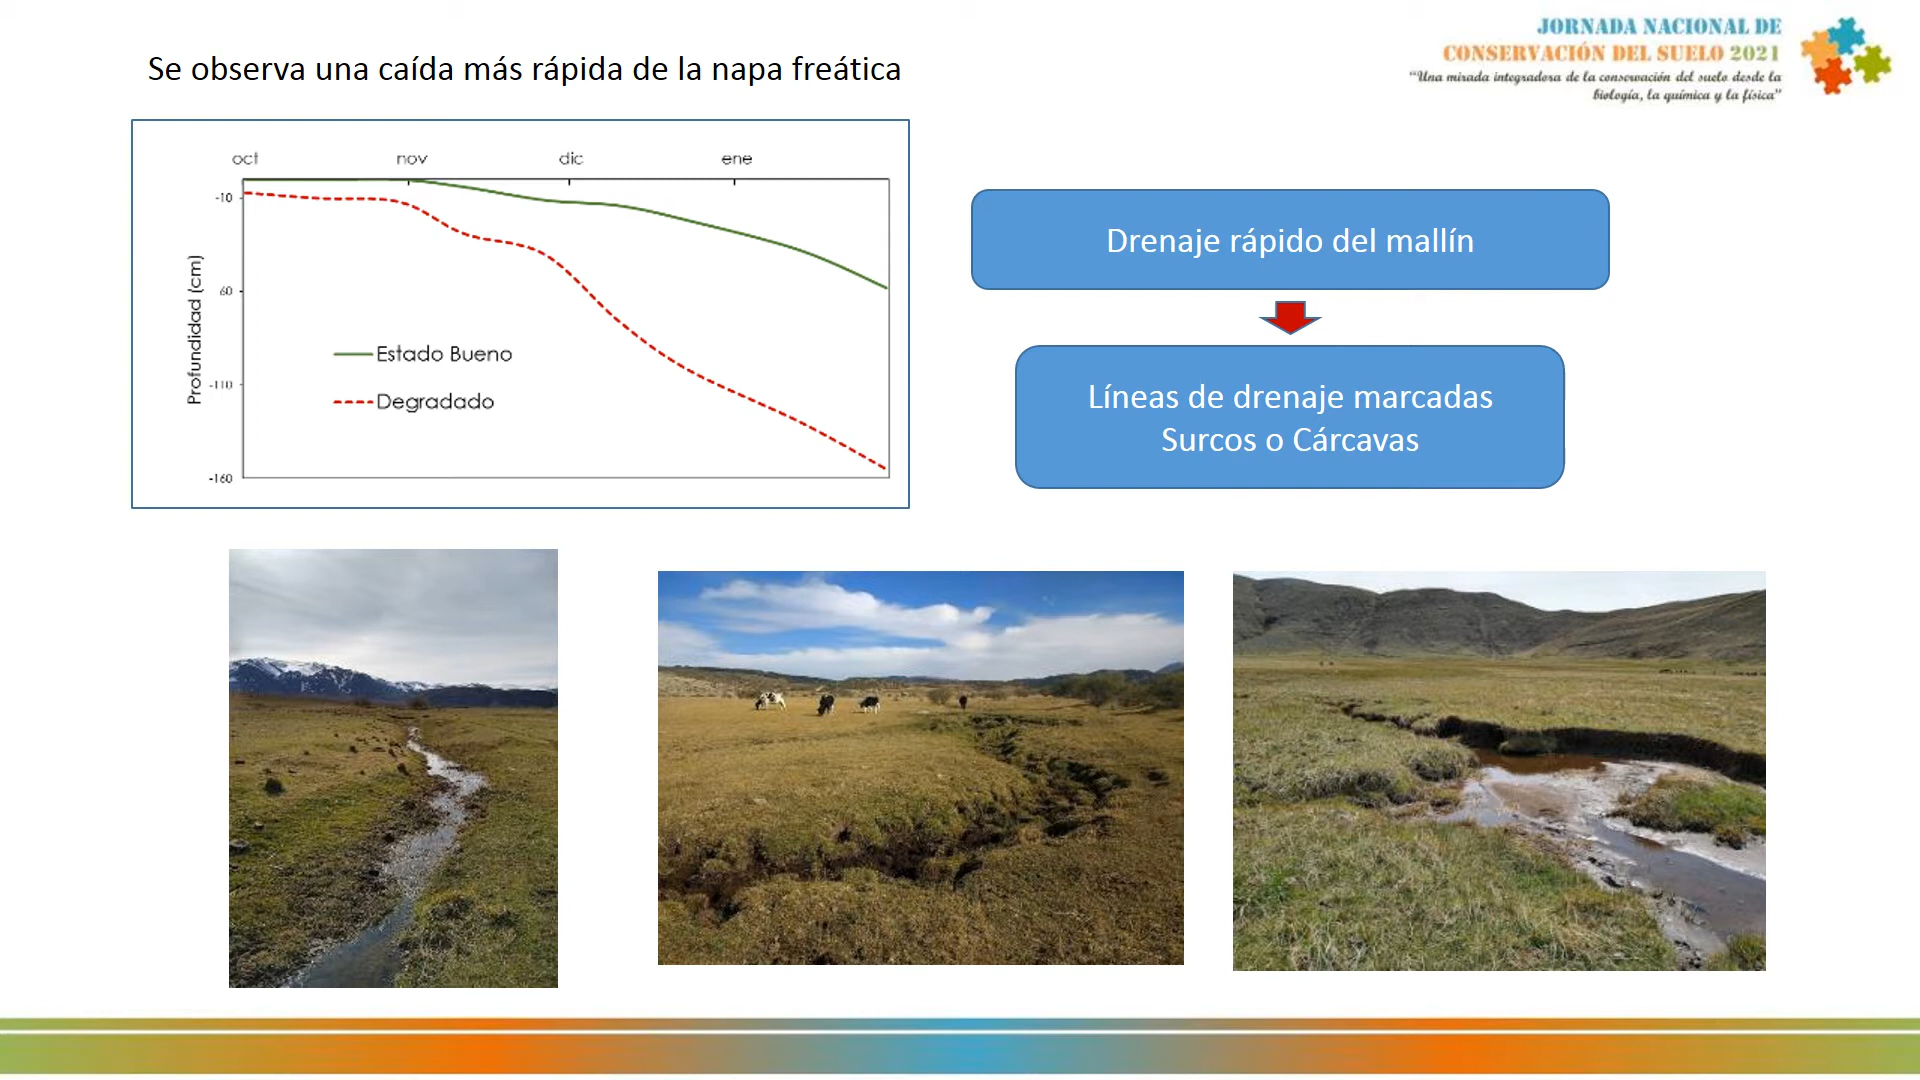 JORNADA NACIONAL DE
CONSERVACIÓN DEL SUELO 2021
"Una mirada integradora de la conservación del suelo desde la
biología, la química y la física"
Se observa una caída más rápida de la napa freática
oct nov dic ene
-10
60
-110
-160
Profundidad (cm)
Estado Bueno
Degradado
Drenaje rápido del mallín
Líneas de drenaje marcadas
Surcos o Cárcavas